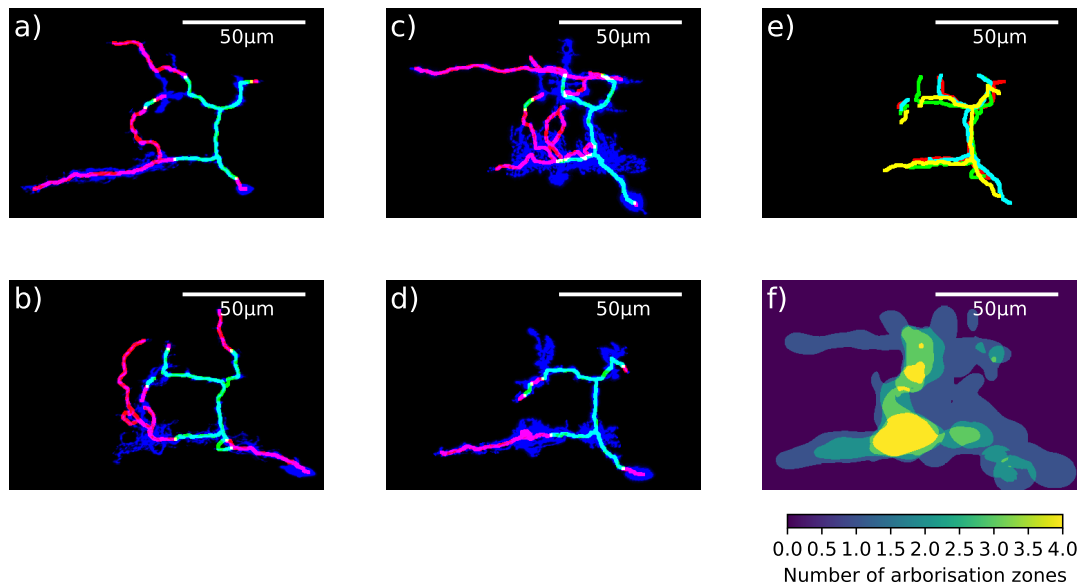 a)
50μm
c)
50μm
e)
50μm
b)
50μm
d)
50μm
f)
50μm
0.0 0.5 1.0 1.5 2.0 2.5 3.0 3.5 4.0
Number of arborisation zones